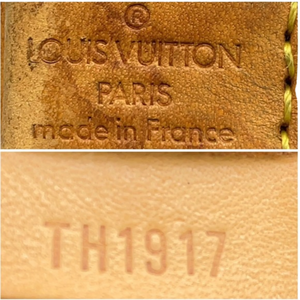 ®
LOUIS VUITTON
PARIS
made in France
TH1917